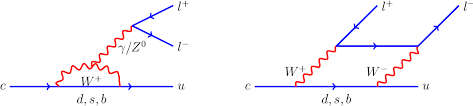 l⁺ l⁺ l⁻
γ/Z⁰ l⁻
W⁺ W⁺ W⁻
c u c u
d, s, b d, s, b